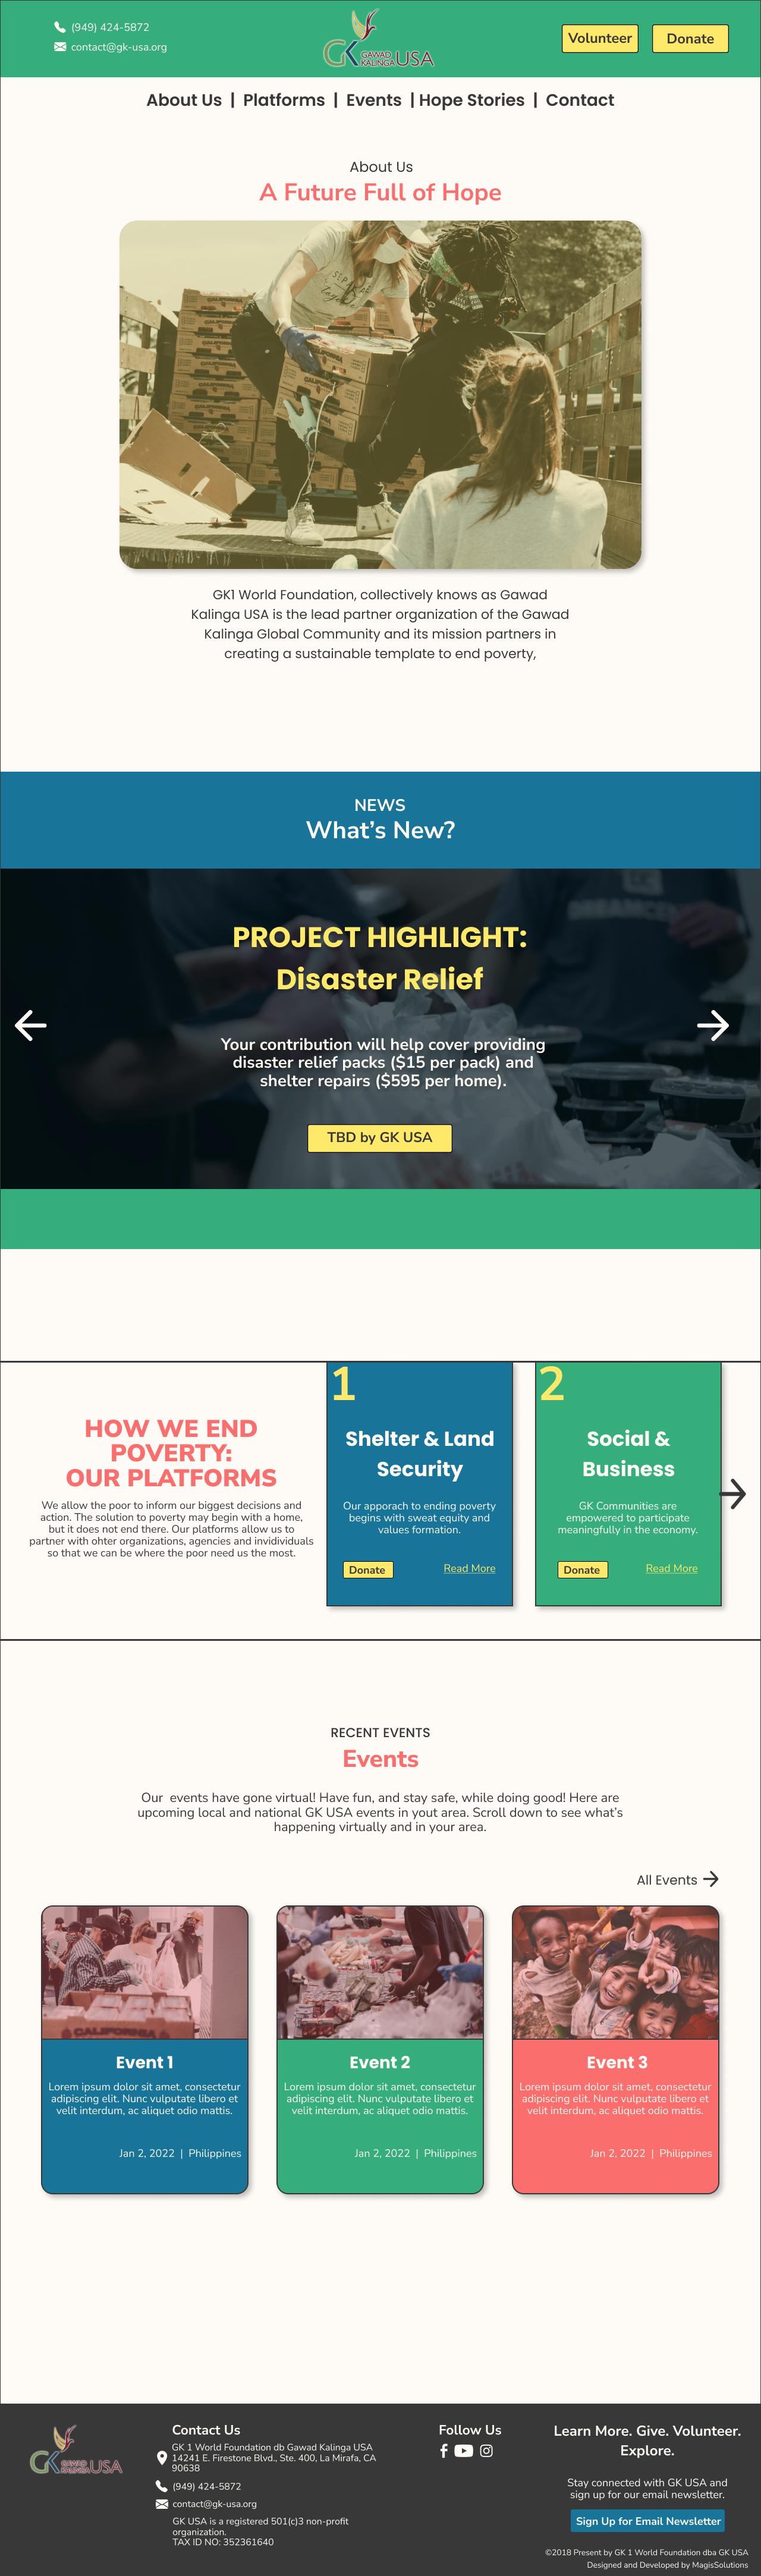 (949) 424-5872
contact@gk-usa.org
GK GAWAD KALINGA USA
Volunteer
Donate
About Us | Platforms | Events | Hope Stories | Contact
About Us
A Future Full of Hope
GK1 World Foundation, collectively knows as Gawad
Kalinga USA is the lead partner organization of the Gawad
Kalinga Global Community and its mission partners in
creating a sustainable template to end poverty,
NEWS
What's New?
PROJECT HIGHLIGHT:
Disaster Relief
Your contribution will help cover providing
disaster relief packs ($15 per pack) and
shelter repairs ($595 per home).
TBD by GK USA
HOW WE END
POVERTY:
OUR PLATFORMS
We allow the poor to inform our biggest decisions and
action. The solution to poverty may begin with a home,
but it does not end there. Our platforms allow us to
partner with ohter organizations, agencies and invidividuals
so that we can be where the poor need us the most.
1
Shelter & Land
Security
Our apporach to ending poverty
begins with sweat equity and
values formation.
Donate
Read More
2
Social &
Business
GK Communities are
empowered to participate
meaningfully in the economy.
Donate
Read More
RECENT EVENTS
Events
Our events have gone virtual! Have fun, and stay safe, while doing good! Here are
upcoming local and national GK USA events in yout area. Scroll down to see what's
happening virtually and in your area.
All Events
CALIFORNIA
Event 1
Lorem ipsum dolor sit amet, consectetur
adipiscing elit. Nunc vulputate libero et
velit interdum, ac aliquet odio mattis.
Jan 2, 2022 | Philippines
Event 2
Lorem ipsum dolor sit amet, consectetur
adipiscing elit. Nunc vulputate libero et
velit interdum, ac aliquet odio mattis.
Jan 2, 2022 | Philippines
Event 3
Lorem ipsum dolor sit amet, consectetur
adipiscing elit. Nunc vulputate libero et
velit interdum, ac aliquet odio mattis.
Jan 2, 2022 | Philippines
GK GAWAD KALINGA USA
Contact Us
GK 1 World Foundation db Gawad Kalinga USA
14241 E. Firestone Blvd., Ste. 400, La Mirafa, CA
90638
(949) 424-5872
contact@gk-usa.org
GK USA is a registered 501(c)3 non-profit
organization.
TAX ID NO: 352361640
Follow Us
Learn More. Give. Volunteer.
Explore.
Stay connected with GK USA and
sign up for our email newsletter.
Sign Up for Email Newsletter
©2018 Present by GK 1 World Foundation dba GK USA
Designed and Developed by MagisSolutions